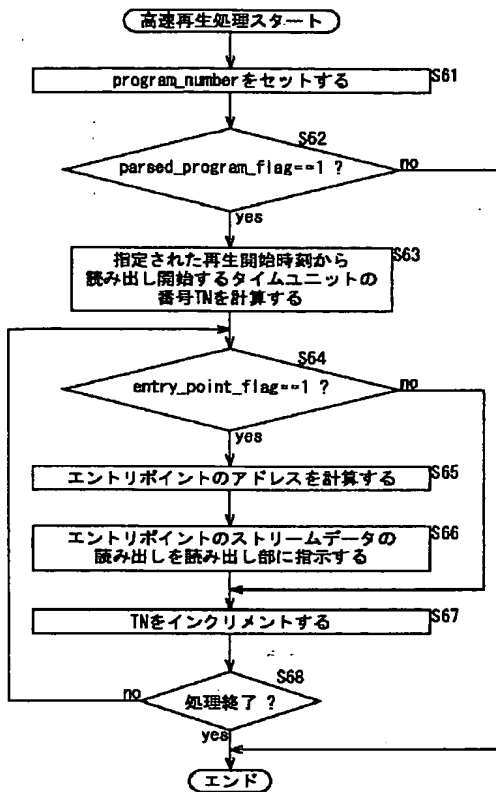 高速再生処理スタート
S61
program_numberをセットする
S62
parsed_program_flag==1 ?
no
yes
S63
指定された再生開始時刻から
読み出し開始するタイムユニットの
番号TNを計算する
S64
entry_point_flag==1 ?
no
yes
S65
エントリポイントのアドレスを計算する
S66
エントリポイントのストリームデータの
読み出しを読み出し部に指示する
S67
TNをインクリメントする
S68
no
処理終了 ?
yes
エンド